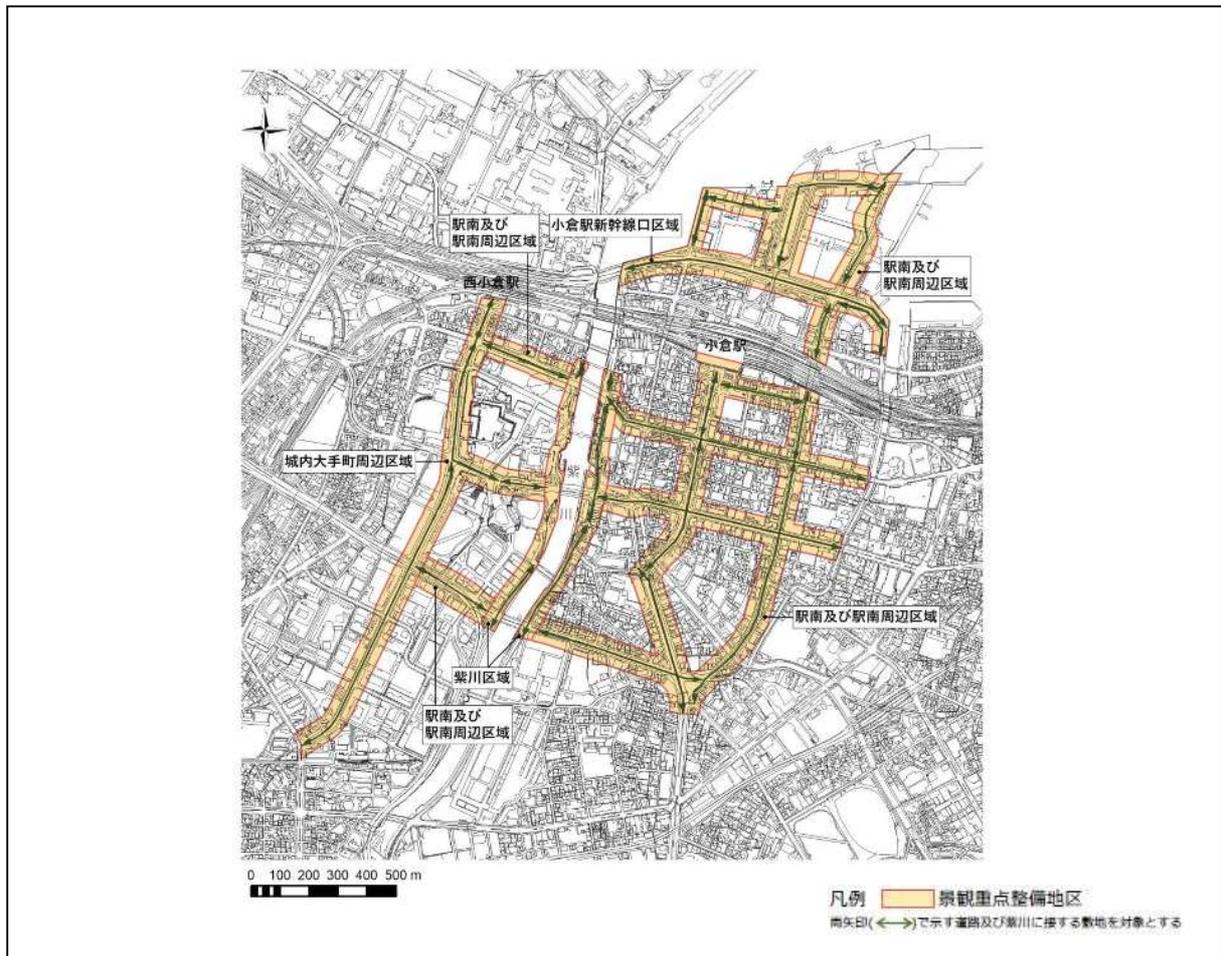 駅南及び
駅南周辺区域
小倉駅新幹線口区域
駅南及び
駅南周辺区域
西小倉駅
小倉駅
城内大手町周辺区域
紫
川
駅南及び駅南周辺区域
紫川区域
駅南及び
駅南周辺区域
0 100 200 300 400 500 m
凡例 景観重点整備地区
両矢印(⟷)で示す道路及び紫川に接する敷地を対象とする